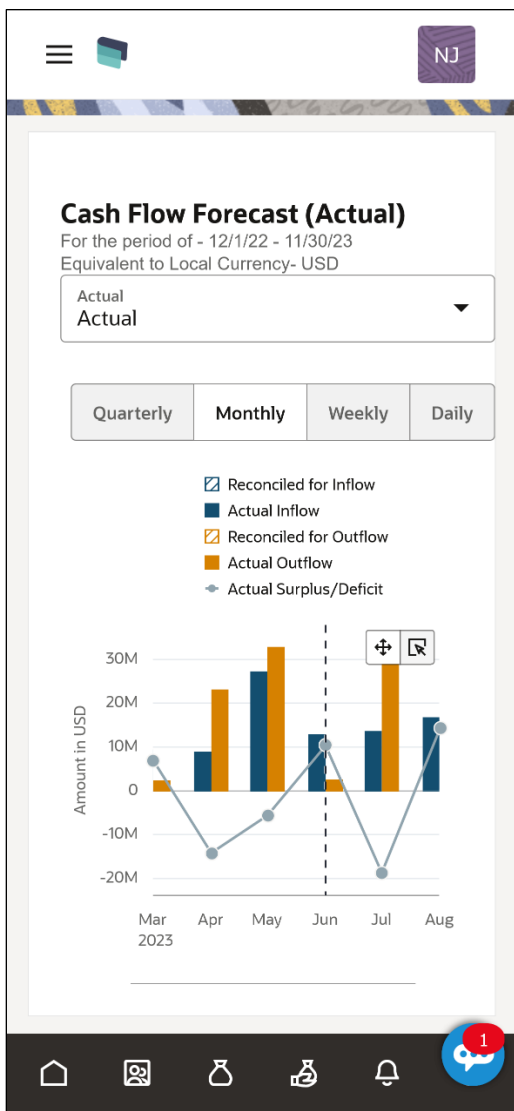 NJ
Cash Flow Forecast (Actual)
For the period of - 12/1/22 - 11/30/23
Equivalent to Local Currency- USD
Actual
Actual
Quarterly Monthly Weekly Daily
Reconciled for Inflow
Actual Inflow
Reconciled for Outflow
Actual Outflow
Actual Surplus/Deficit
30M
20M
10M
0
-10M
-20M
Amount in USD
Mar Apr May Jun Jul Aug
2023
1